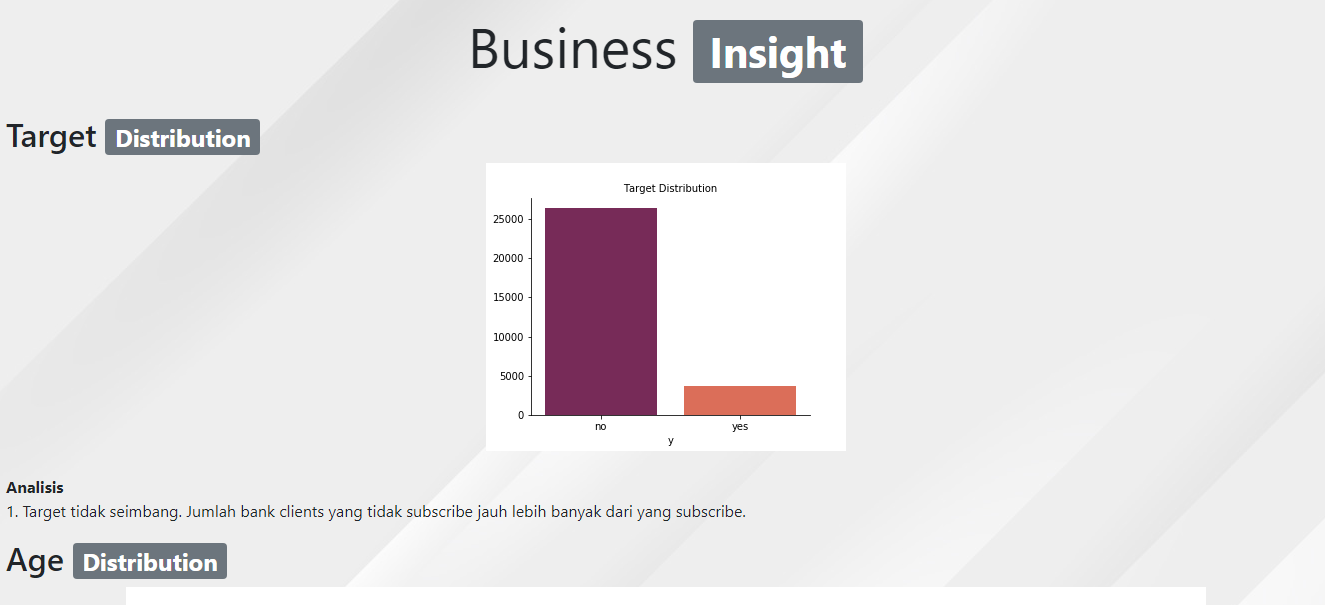 Business Insight
Target Distribution
Target Distribution
25000
20000
15000
10000
5000
0
no yes
y
Analisis
1. Target tidak seimbang. Jumlah bank clients yang tidak subscribe jauh lebih banyak dari yang subscribe.
Age Distribution